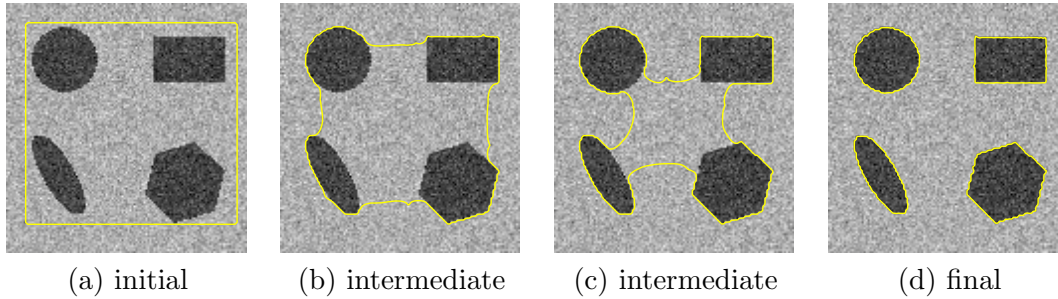 (a) initial
(b) intermediate
(c) intermediate
(d) final